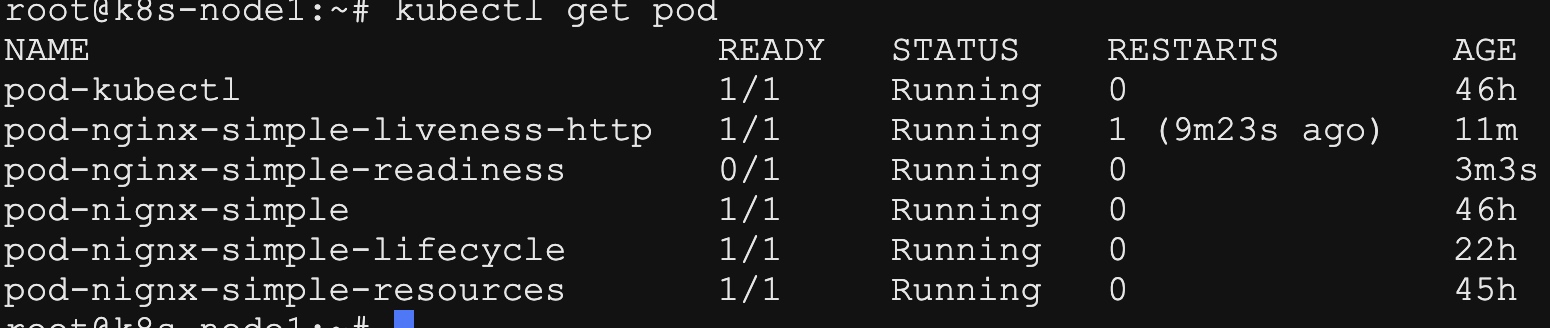 root@k8s-node1:~# kubectl get pod
NAME READY STATUS RESTARTS AGE
pod-kubectl 1/1 Running 0 46h
pod-nginx-simple-liveness-http 1/1 Running 1 (9m23s ago) 11m
pod-nginx-simple-readiness 0/1 Running 0 3m3s
pod-nignx-simple 1/1 Running 0 46h
pod-nignx-simple-lifecycle 1/1 Running 0 22h
pod-nignx-simple-resources 1/1 Running 0 45h
root@k8s-node1:~#